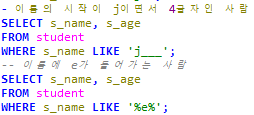 - 이름의 시작이 j이면서 4글자인 사람
SELECT s_name, s_age
FROM student
WHERE s_name LIKE 'j___';
-- 이름에 e가 들어가는 사람
SELECT s_name, s_age
FROM student
WHERE s_name LIKE '%e%';